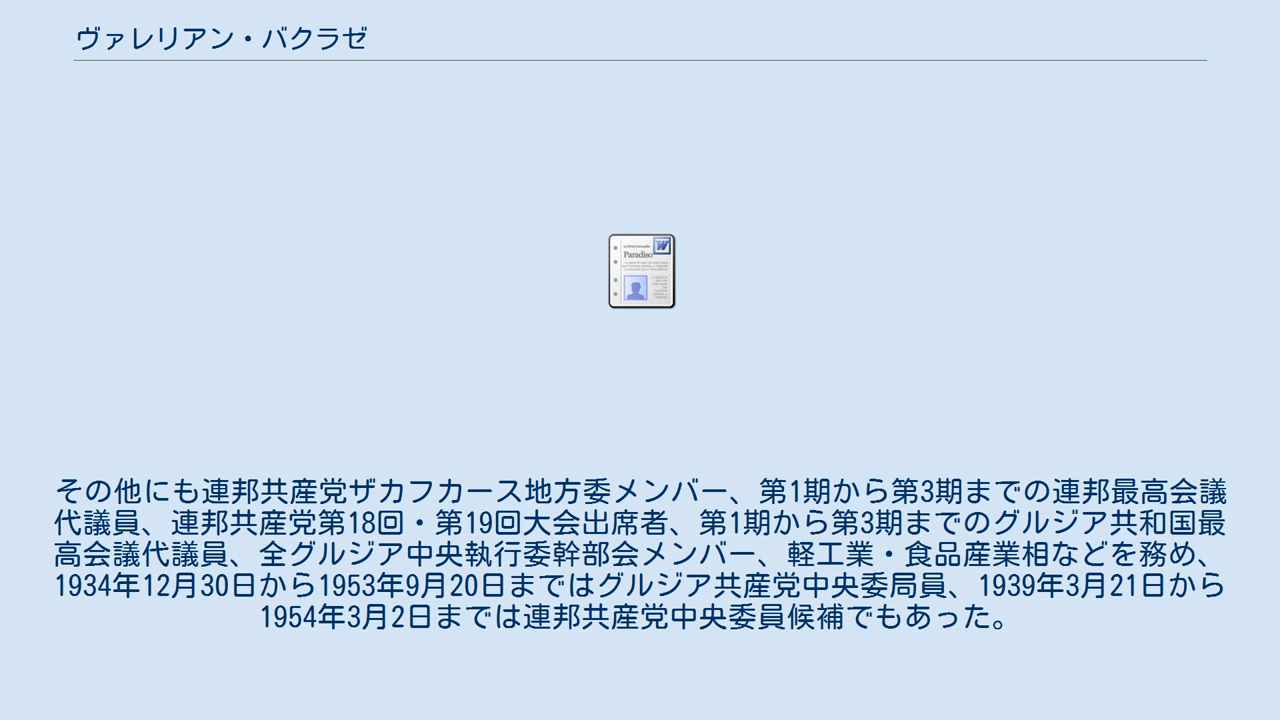 ヴァレリアン・バクラゼ
Paradiso
W
その他にも連邦共産党ザカフカース地方委メンバー、第1期から第3期までの連邦最高会議
代議員、連邦共産党第18回・第19回大会出席者、第1期から第3期までのグルジア共和国最
高会議代議員、全グルジア中央執行委幹部会メンバー、軽工業・食品産業相などを務め、
1934年12月30日から1953年9月20日まではグルジア共産党中央委局員、1939年3月21日から
1954年3月2日までは連邦共産党中央委員候補でもあった。